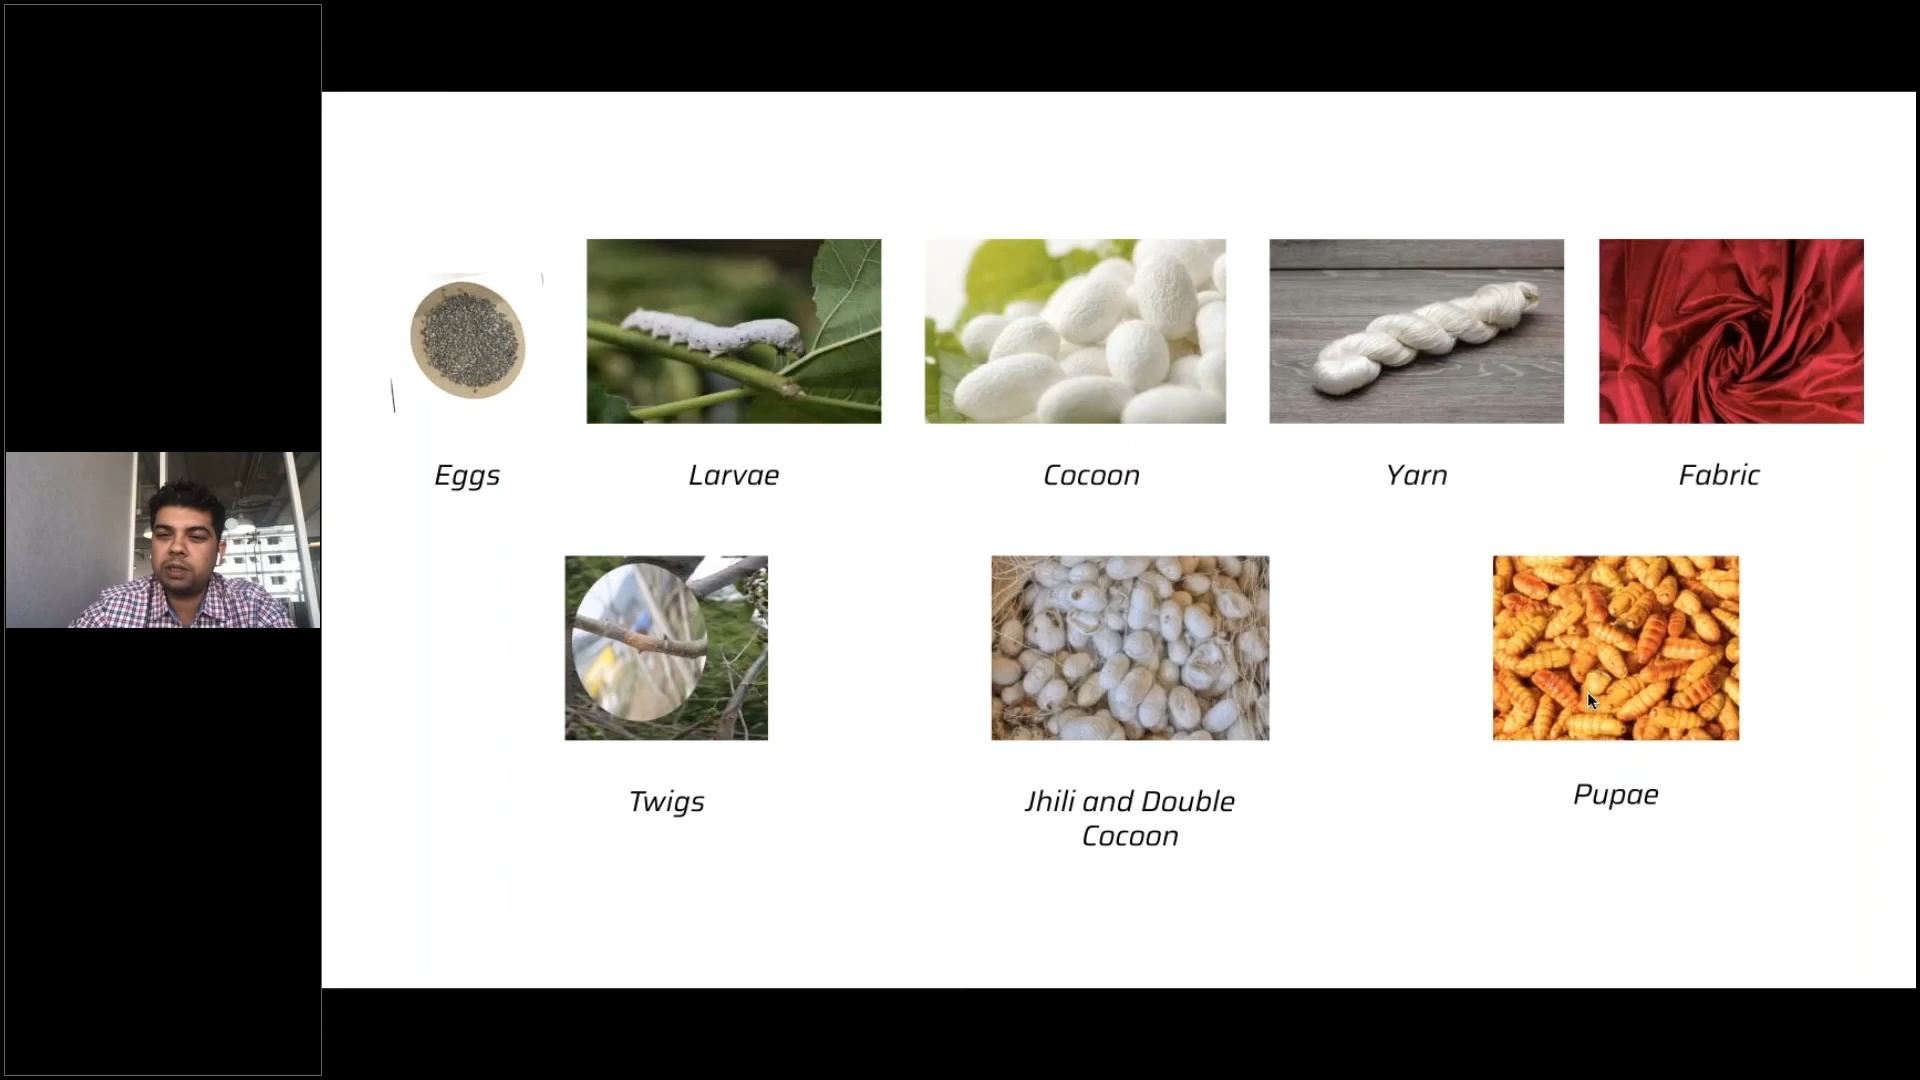 Eggs
Larvae
Cocoon
Yarn
Fabric
Twigs
Jhili and Double
Cocoon
Pupae